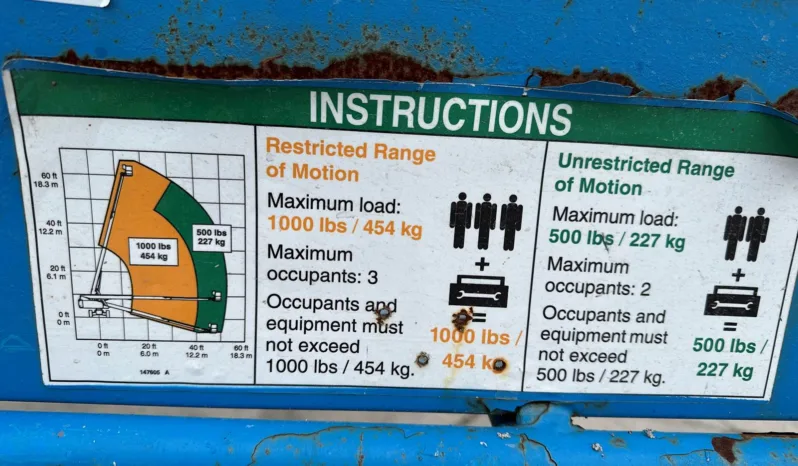 INSTRUCTIONS
60 ft
18.3 m
40 ft
12.2 m
20 ft
6.1 m
0 ft
0 m
0 ft
0 m
20 ft
6.0 m
40 ft
12.2 m
60 ft
18.3 m
1000 lbs
454 kg
500 lbs
227 kg
147866 A
Restricted Range
of Motion
Maximum load:
1000 lbs / 454 kg
Maximum
occupants: 3
Occupants and
equipment must
not exceed
1000 lbs / 454 kg.
+
=
1000 lbs /
454 kg
Unrestricted Range
of Motion
Maximum load:
500 lbs / 227 kg
Maximum
occupants: 2
Occupants and
equipment must
not exceed
500 lbs / 227 kg.
+
=
500 lbs /
227 kg